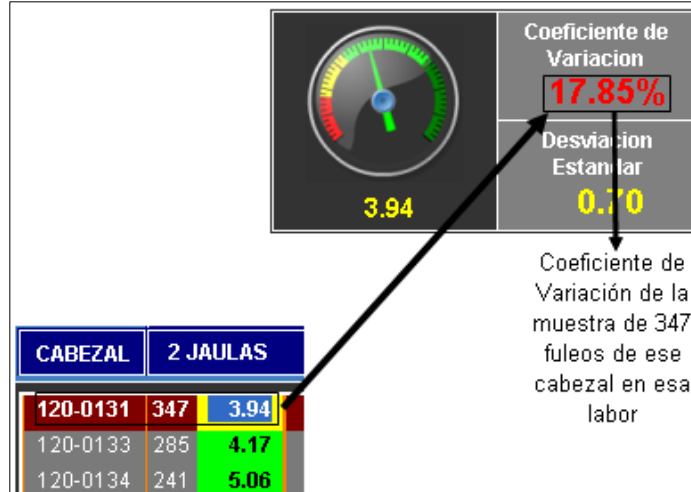 Coeficiente de
Variacion
17.85%
Desviacion
Estandar
0.70
3.94
Coeficiente de
Variación de la
muestra de 347
fuleos de ese
cabezal en esa
labor
CABEZAL 2 JAULAS
120-0131 347 3.94
120-0133 285 4.17
120-0134 241 5.06